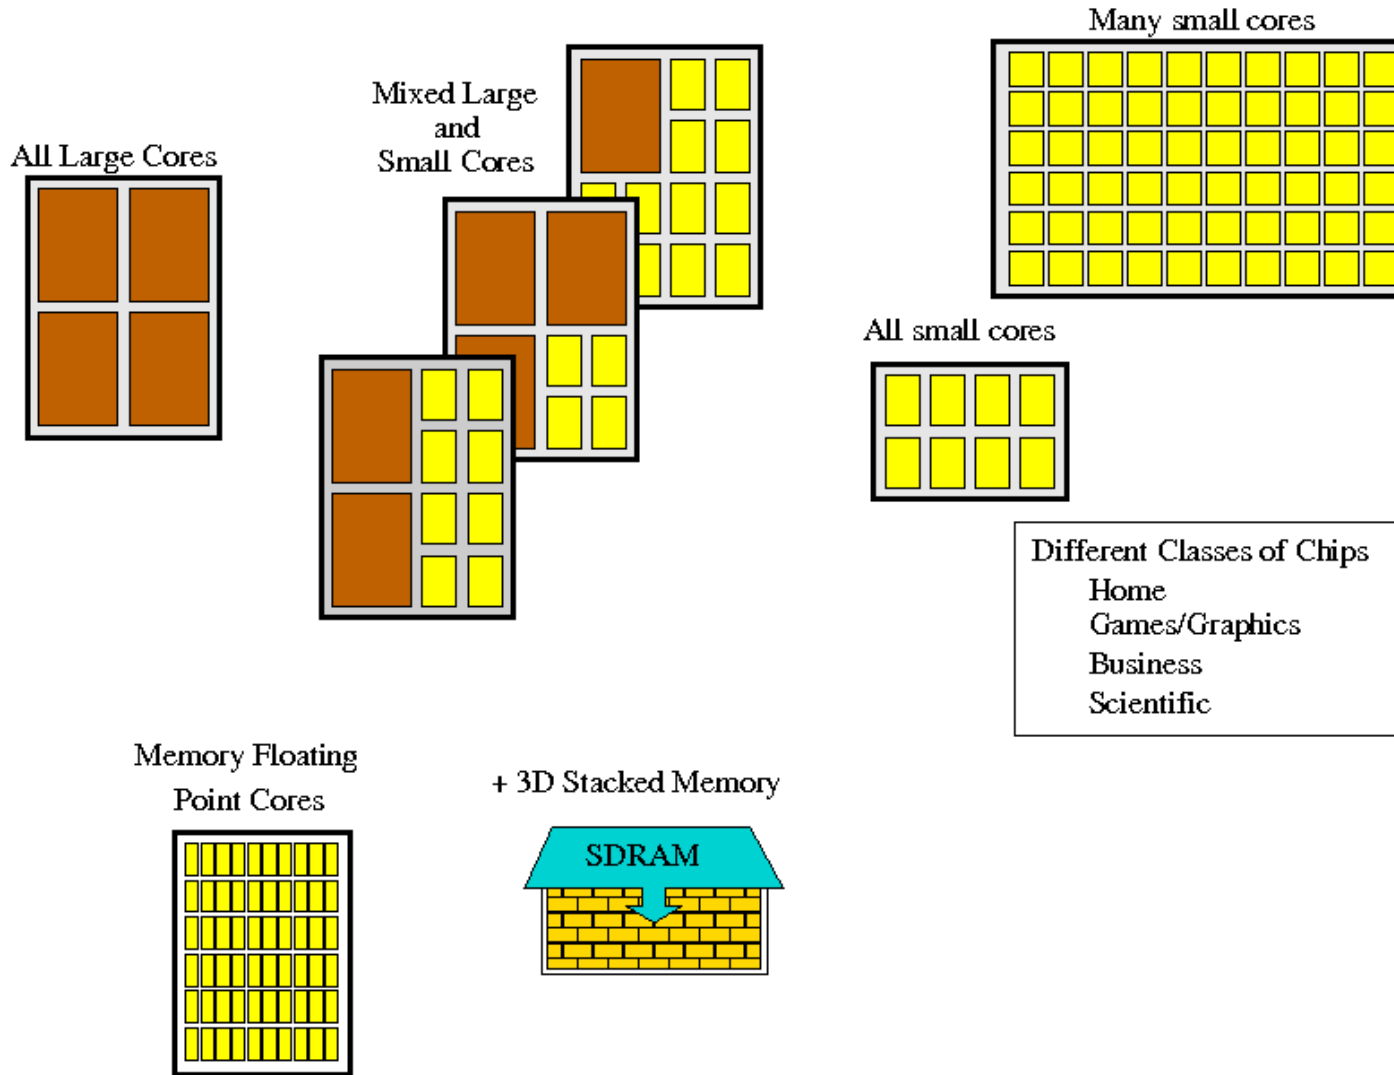 Many small cores
Mixed Large
and
Small Cores
All Large Cores
All small cores
Different Classes of Chips
Home
Games/Graphics
Business
Scientific
Memory Floating
Point Cores
+ 3D Stacked Memory
SDRAM